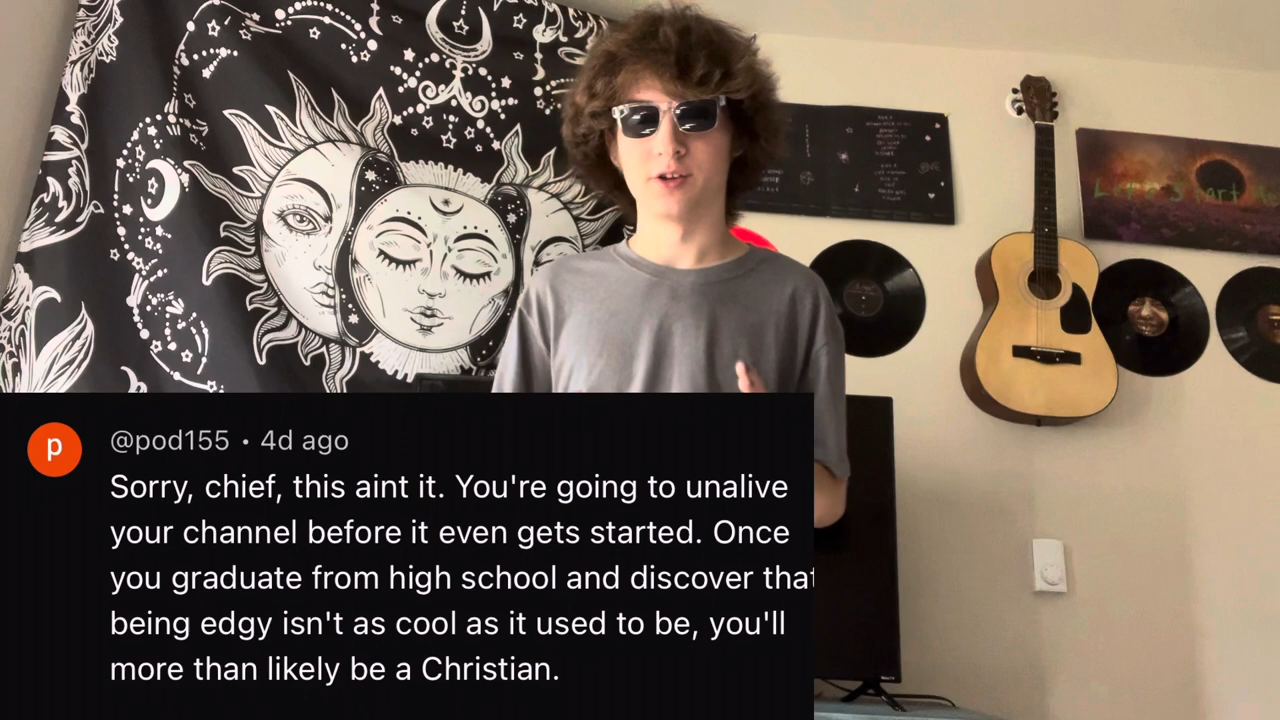 @pod155 • 4d ago
p
Sorry, chief, this aint it. You're going to unalive
your channel before it even gets started. Once
you graduate from high school and discover that
being edgy isn't as cool as it used to be, you'll
more than likely be a Christian.